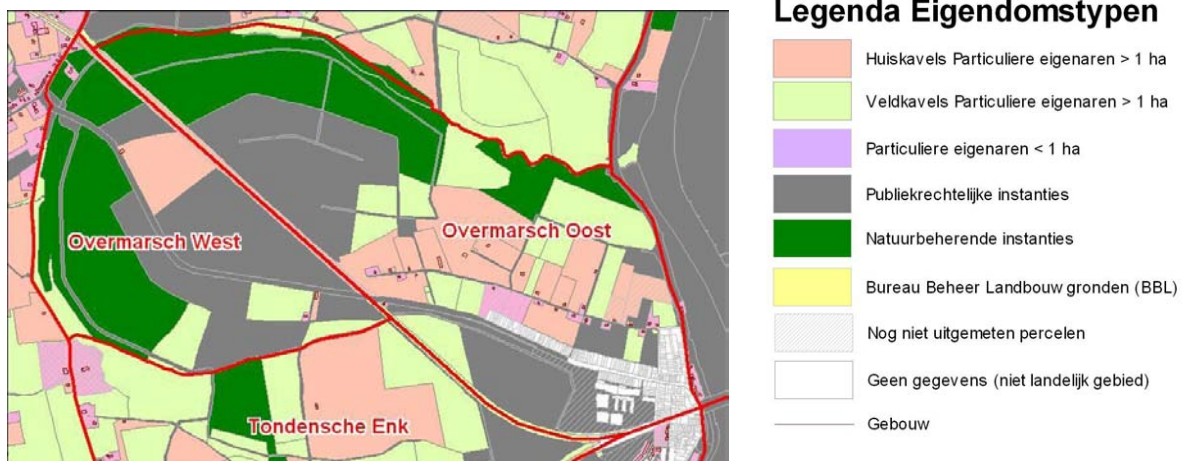 Legenda Eigendomstypen
Huiskavels Particuliere eigenaren > 1 ha
Veldkavels Particuliere eigenaren > 1 ha
Particuliere eigenaren < 1 ha
Publiekrechtelijke instanties
Natuurbeherende instanties
Bureau Beheer Landbouw gronden (BBL)
Nog niet uitgemeten percelen
Geen gegevens (niet landelijk gebied)
Gebouw
Overmarsch West
Overmarsch Oost
Tondensche Enk